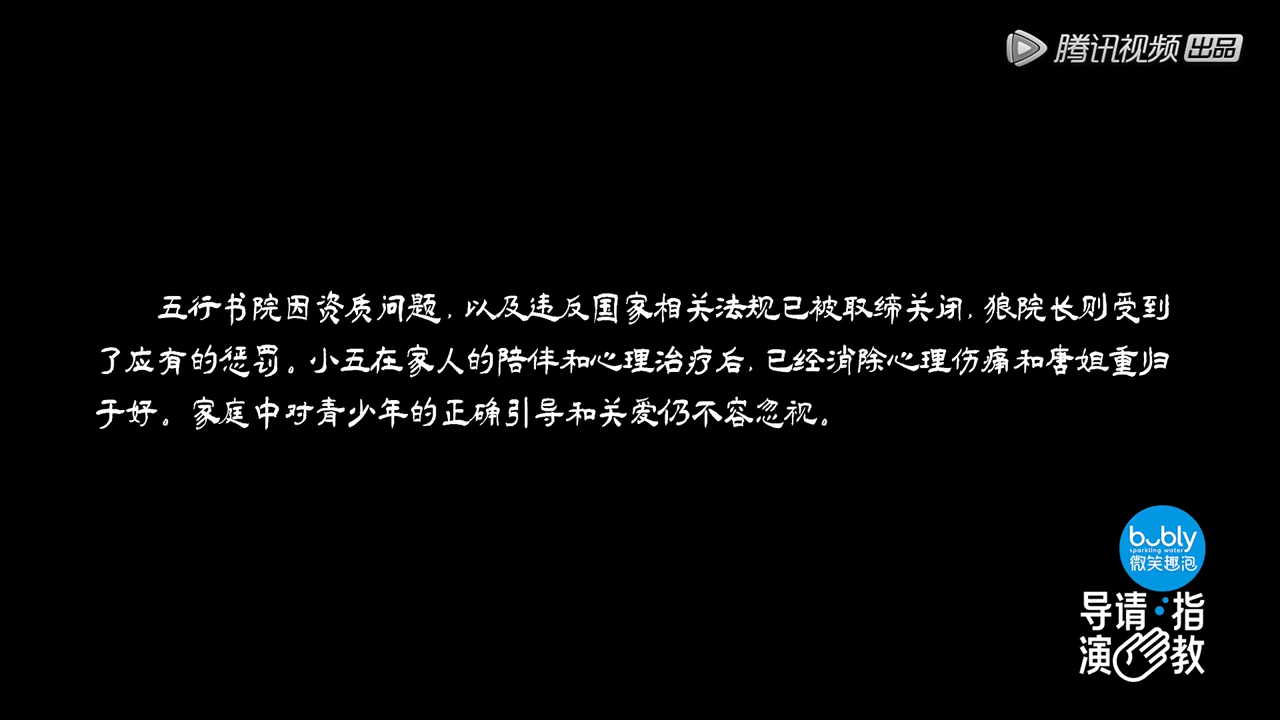 腾讯视频 出品
五行书院因资质问题，以及违反国家相关法规已被取缔关闭，狼院长则受到
了应有的惩罚。小五在家人的陪伴和心理治疗后，已经消除心理伤痛和唐姐重归
于好。家庭中对青少年的正确引导和关爱仍不容忽视。
bubly
sparkling water
微笑趣泡
导演请指教